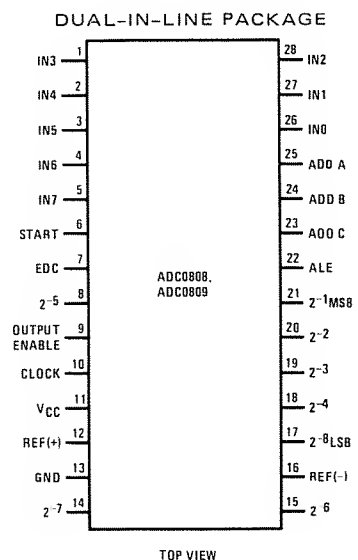 DUAL-IN-LINE PACKAGE
IN3 1
IN4 2
IN5 3
IN6 4
IN7 5
START 6
EDC 7
2-5 8
OUTPUT
ENABLE 9
CLOCK 10
VCC 11
REF(+) 12
GND 13
2-7 14
ADC0808,
ADC0809
28 IN2
27 IN1
26 IN0
25 ADD A
24 ADD B
23 ADD C
22 ALE
21 2-1MSB
20 2-2
19 2-3
18 2-4
17 2-8LSB
16 REF(-)
15 2-6
TOP VIEW